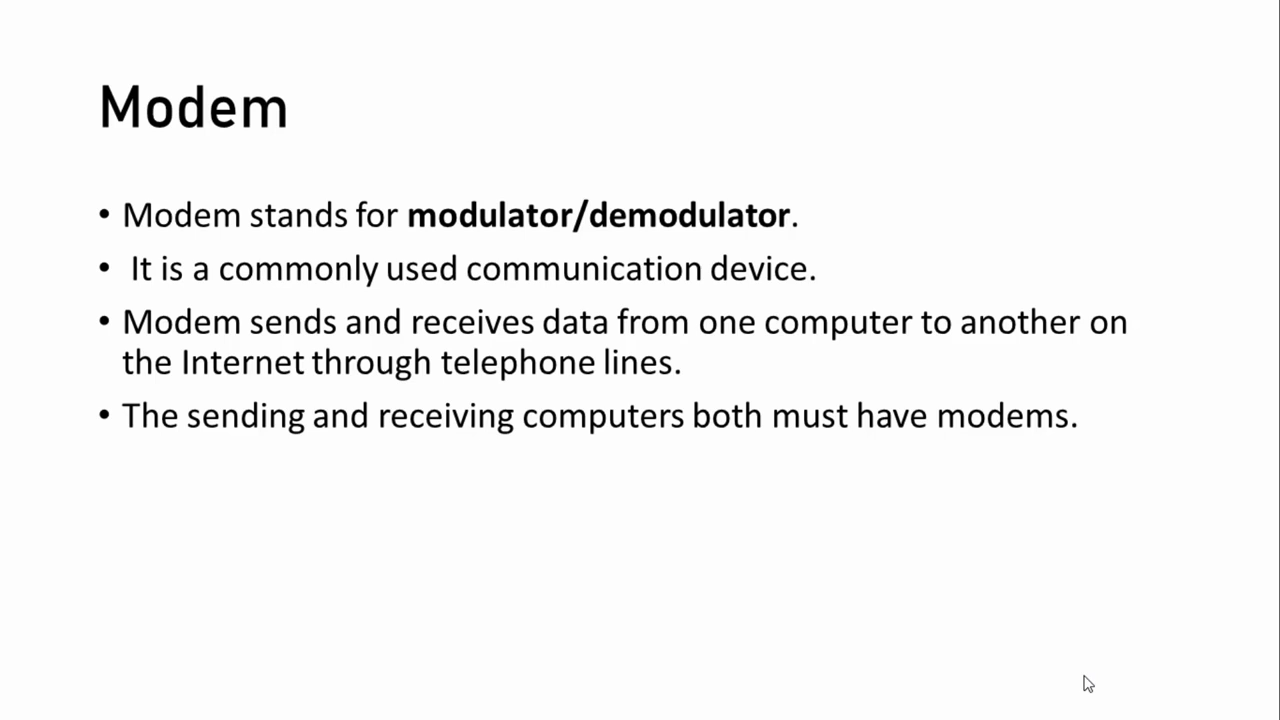 Modem
• Modem stands for modulator/demodulator.
• It is a commonly used communication device.
• Modem sends and receives data from one computer to another on
the Internet through telephone lines.
• The sending and receiving computers both must have modems.